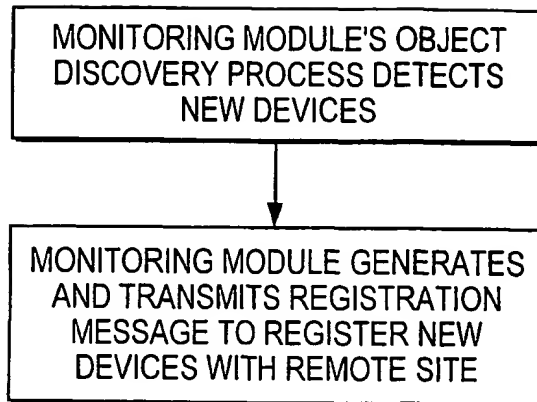 MONITORING MODULE'S OBJECT
DISCOVERY PROCESS DETECTS
NEW DEVICES
MONITORING MODULE GENERATES
AND TRANSMITS REGISTRATION
MESSAGE TO REGISTER NEW
DEVICES WITH REMOTE SITE